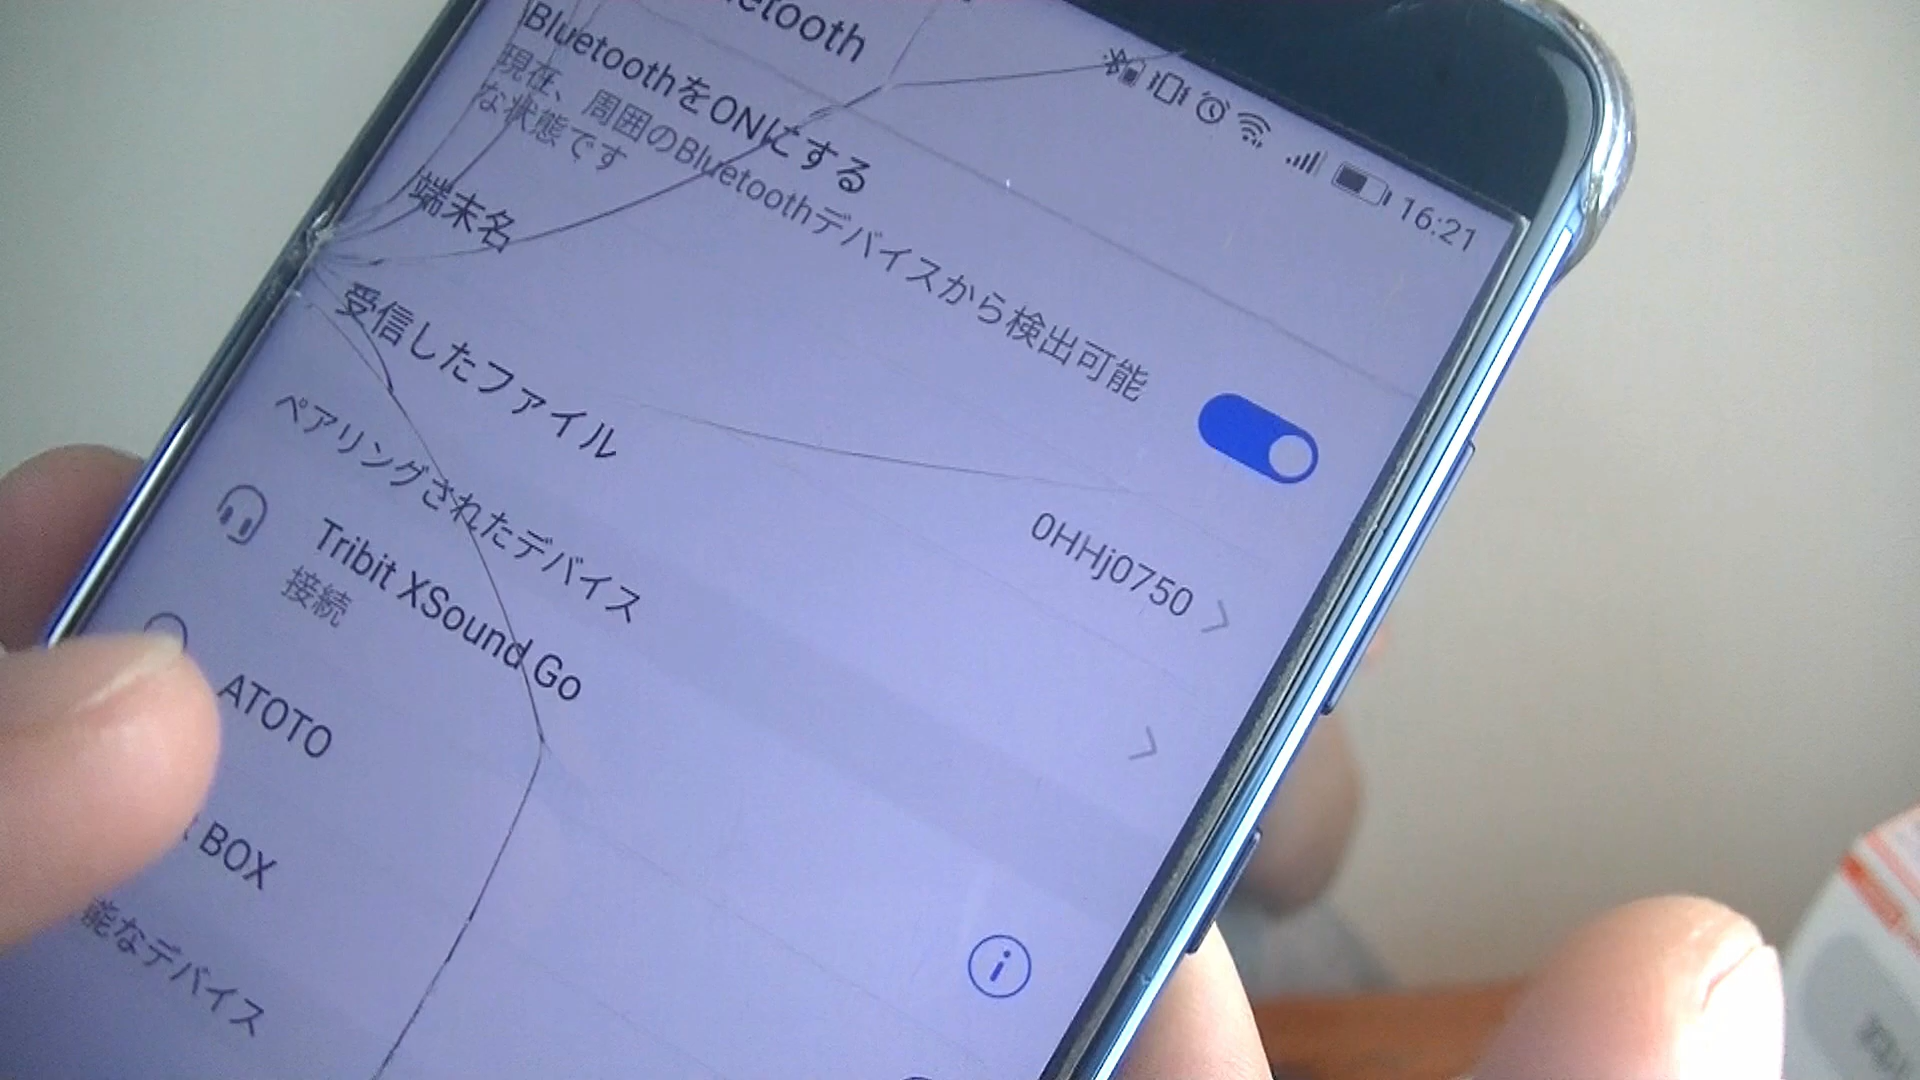 16:21
etooth
BluetoothをONにする
現在、周囲のBluetoothデバイスから検出可能
な状態です
端末名
0HHj0750
受信したファイル
ペアリングされたデバイス
Tribit XSound Go
接続
ATOTO
BOX
能なデバイス